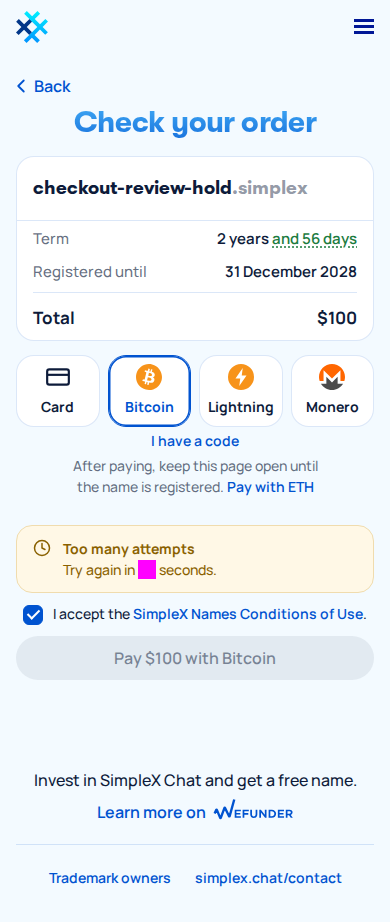 Back
Check your order
checkout-review-hold.simplex
Term 2 years and 56 days
Registered until 31 December 2028
Total $100
Card Bitcoin Lightning Monero
I have a code
After paying, keep this page open until
the name is registered. Pay with ETH
Too many attempts
Try again in seconds.
I accept the SimpleX Names Conditions of Use.
Pay $100 with Bitcoin
Invest in SimpleX Chat and get a free name.
Learn more on WEFUNDER
Trademark owners simplex.chat/contact